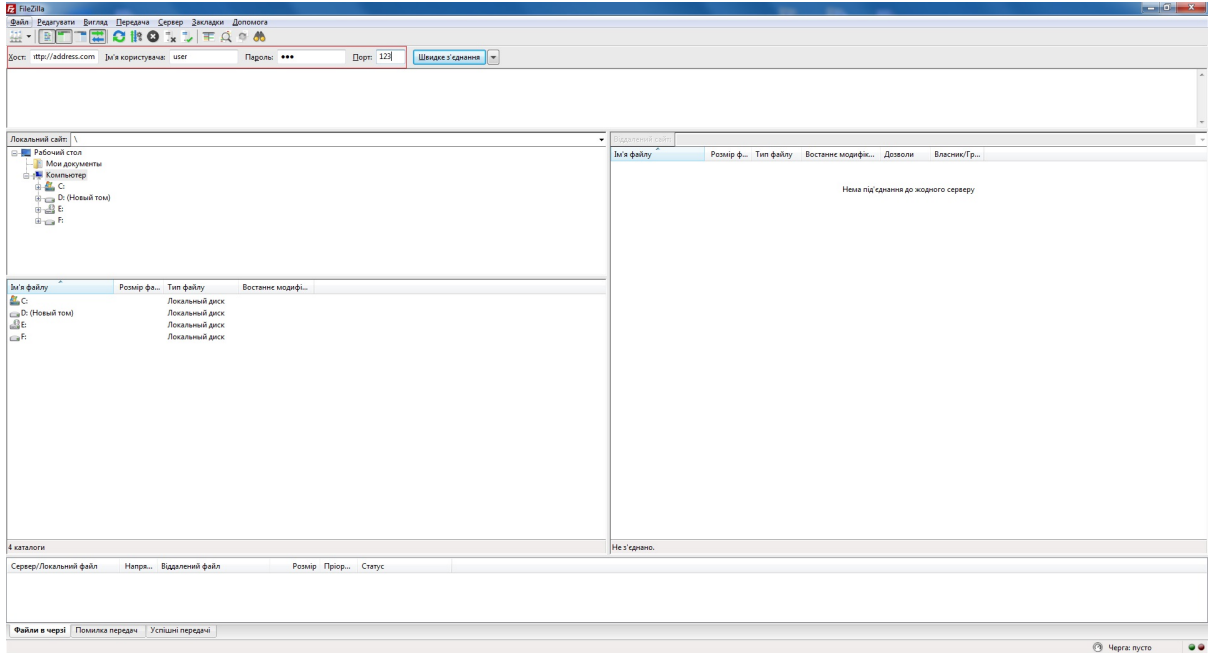 FileZilla
Файл Редагувати Вигляд Передача Сервер Закладки Допомога
Хост: ttp://address.com Ім'я користувача: user Пароль: ●●● Порт: 123 Швидке з'єднання
Локальний сайт: \
Віддалений сайт:
Рабочий стол
Мои документы
Компьютер
C:
D: (Новый том)
E:
F:
Ім'я файлу Розмір ф... Тип файлу Востаннє модифік... Дозволи Власник/Гр...
Нема під'єднання до жодного серверу
Ім'я файлу Розмір фа... Тип файлу Востаннє модифі...
C: Локальный диск
D: (Новый том) Локальный диск
E: Локальный диск
F: Локальный диск
4 каталоги
Не з'єднано.
Сервер/Локальний файл Напря... Віддалений файл Розмір Пріор... Статус
Файли в черзі Помилка передач Успішні передачі
Черга: пусто